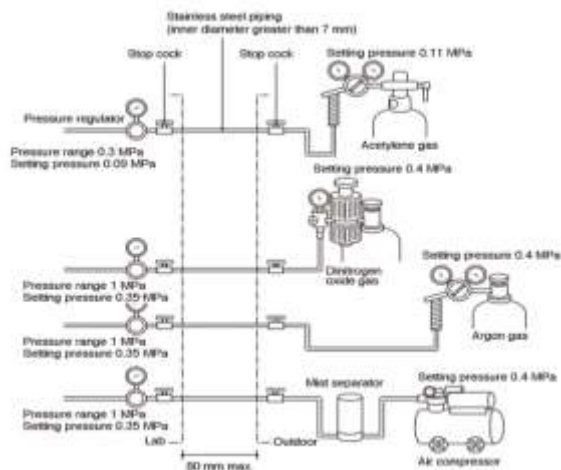 Stainless steel piping
(inner diameter greater than 7 mm)
Stop cock
Stop cock
Setting pressure 0.11 MPa
Pressure regulator
Acetylene gas
Pressure range 0.3 MPa
Setting pressure 0.09 MPa
Setting pressure
0.4 MPa
Setting pressure 0.4 MPa
Dinitrogen
oxide gas
Pressure range 1 MPa
Setting pressure
0.35 MPa
Argon gas
Pressure range 1 MPa
Setting pressure
0.35 MPa
Mist separator
Setting pressure 0.4 MPa
Pressure range 1 MPa
Setting pressure
0.35 MPa
Lab
Outdoor
Air compressor
80 mm max.